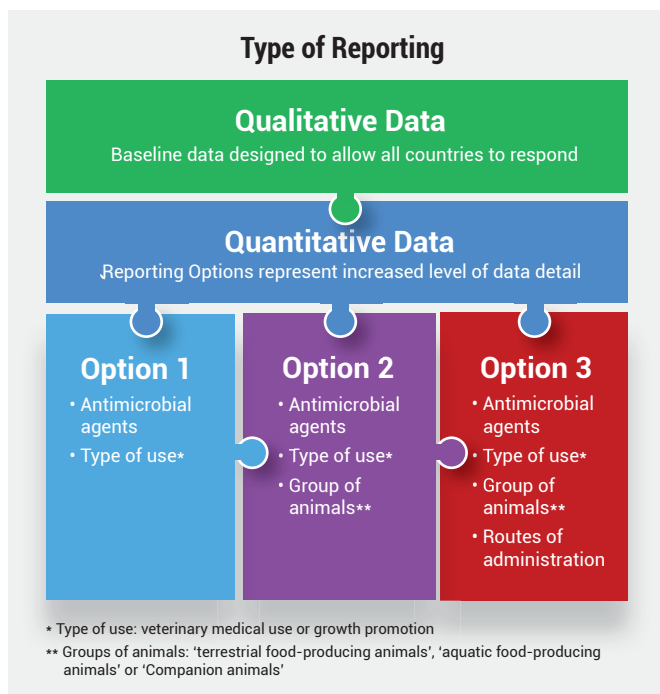 Type of Reporting
Qualitative Data
Baseline data designed to allow all countries to respond
Quantitative Data
Reporting Options represent increased level of data detail
Option 1
• Antimicrobial
agents
• Type of use*
Option 2
• Antimicrobial
agents
• Type of use*
• Group of
animals**
Option 3
• Antimicrobial
agents
• Type of use*
• Group of
animals**
• Routes of
administration
* Type of use: veterinary medical use or growth promotion
** Groups of animals: ‘terrestrial food-producing animals’, ‘aquatic food-producing
animals’ or ‘Companion animals’